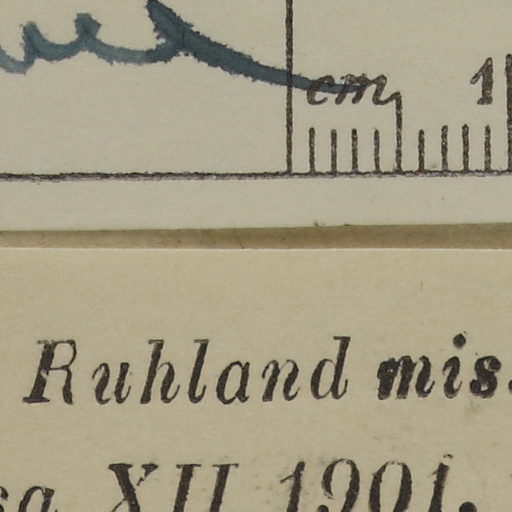 cm 1
Ruhland mis.
XII 1901.